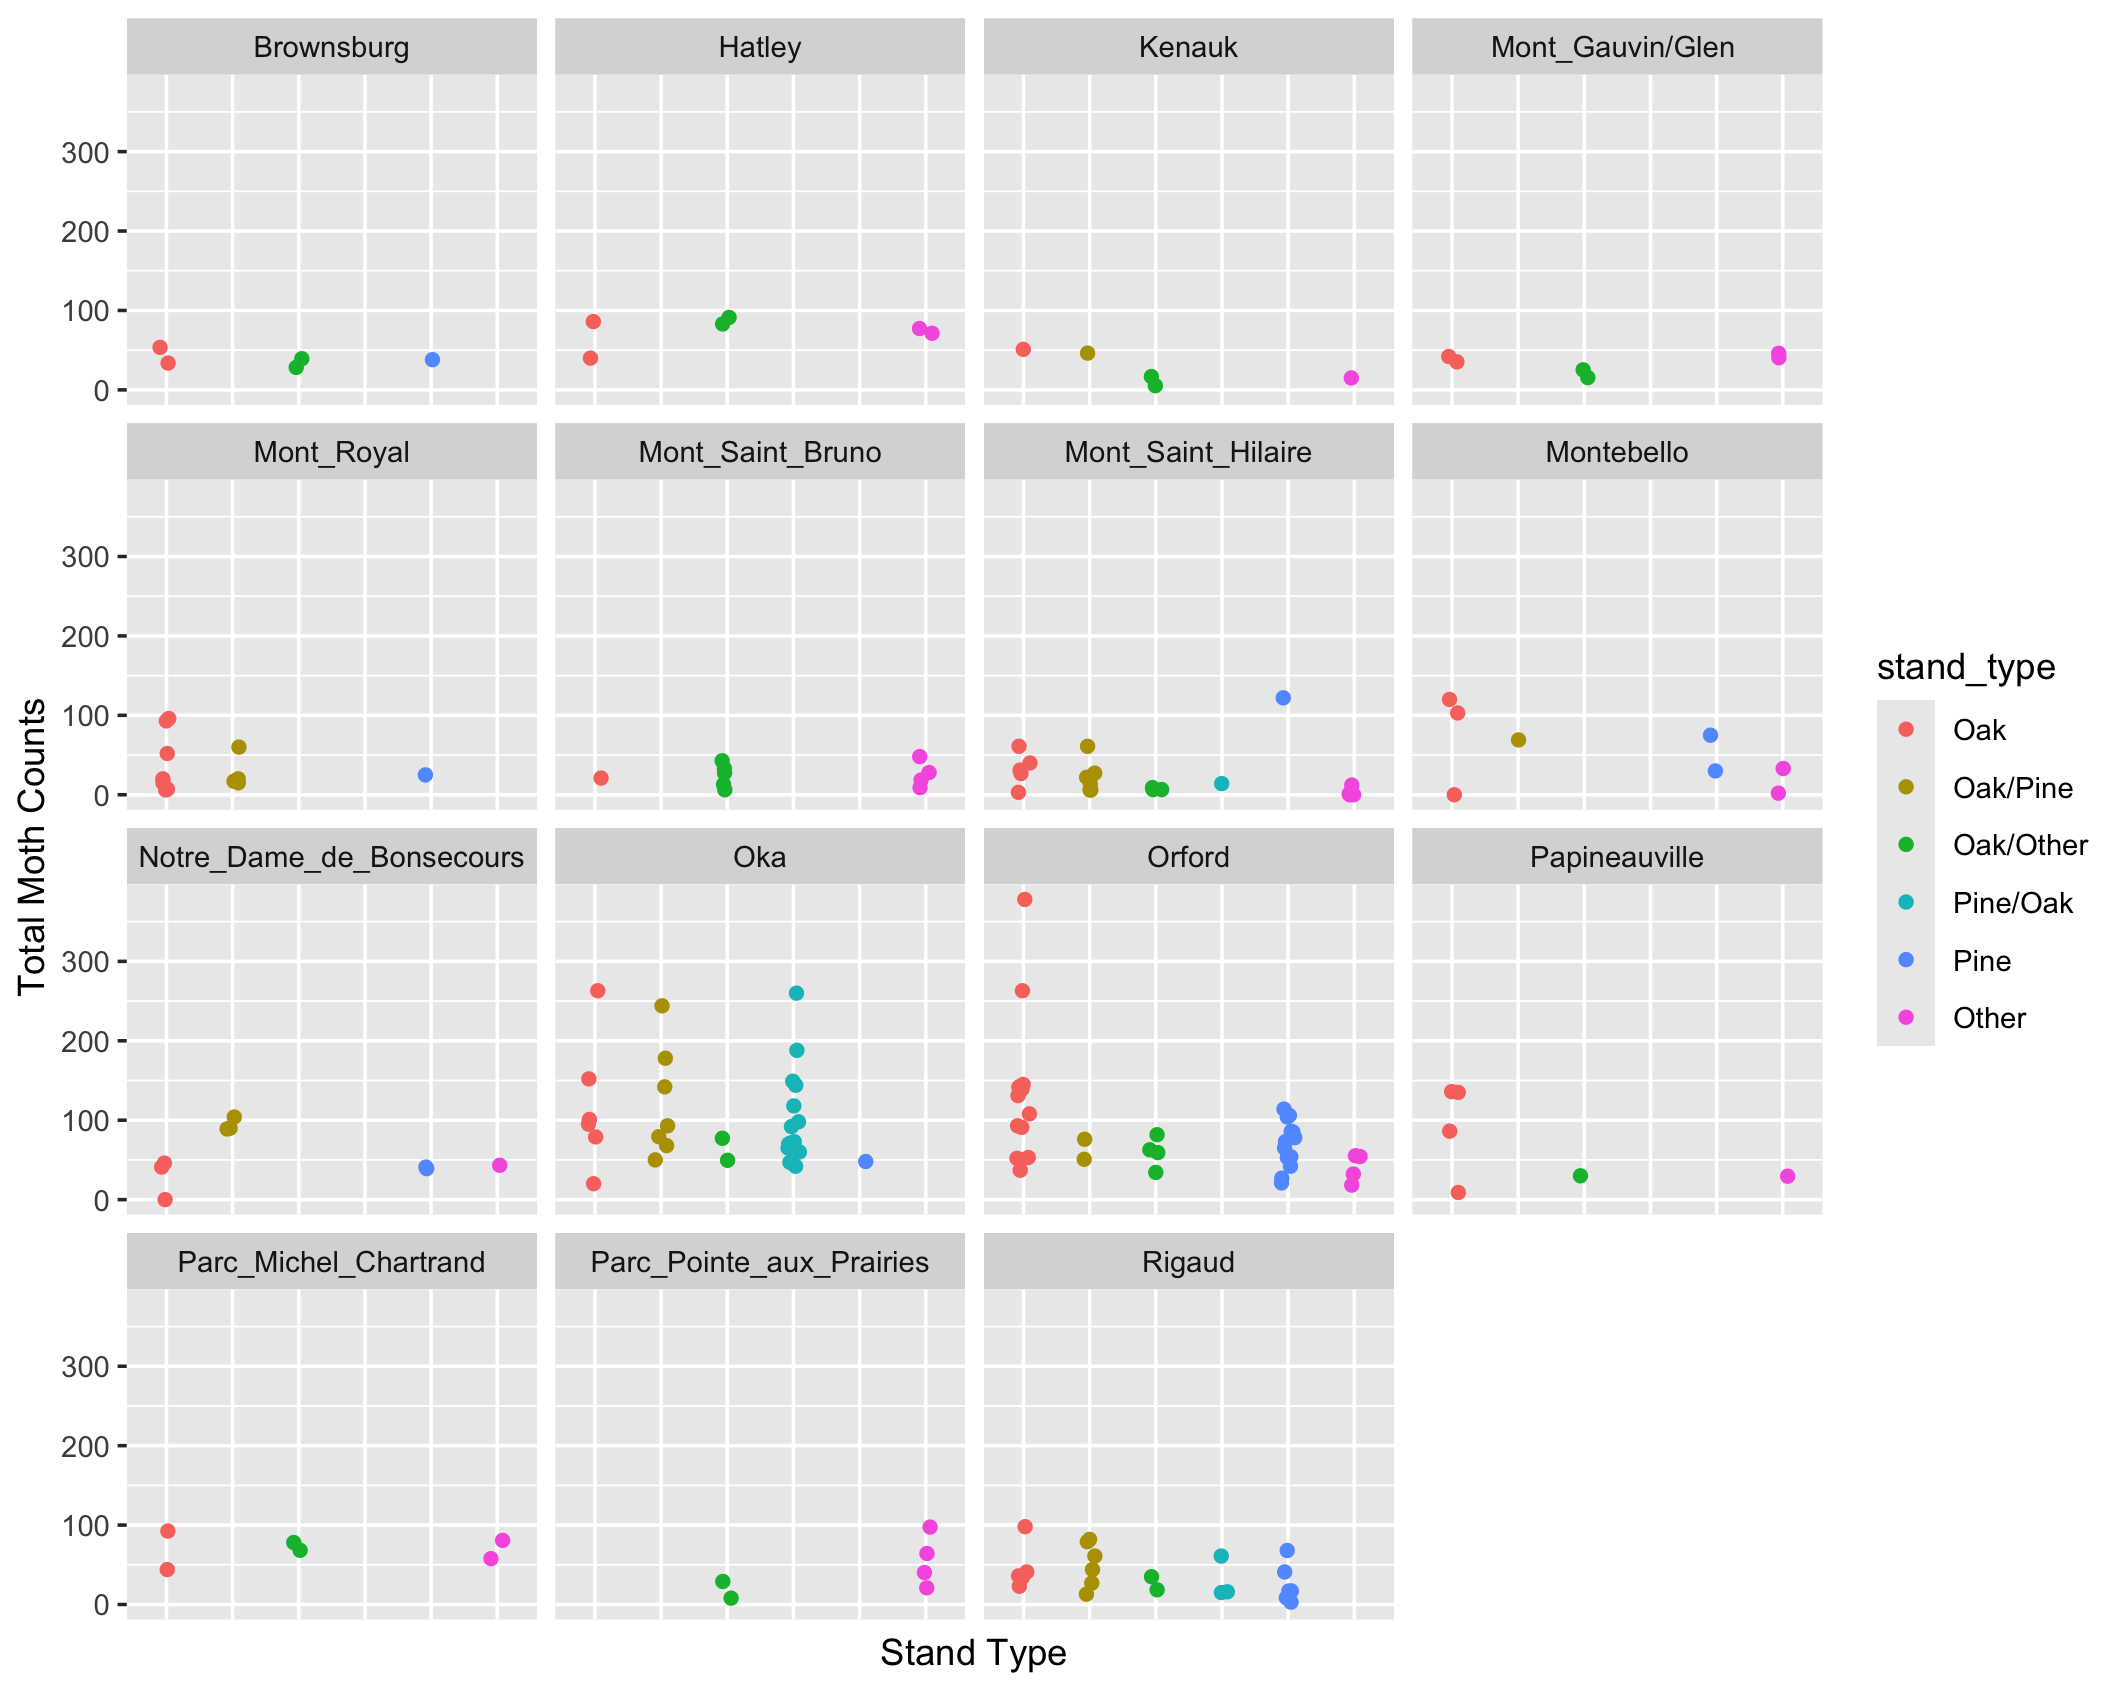 Brownsburg
Hatley
Kenauk
Mont_Gauvin/Glen
300
200
100
0
Mont_Royal
Mont_Saint_Bruno
Mont_Saint_Hilaire
Montebello
300
200
100
0
Notre_Dame_de_Bonsecours
Oka
Orford
Papineauville
300
200
100
0
Parc_Michel_Chartrand
Parc_Pointe_aux_Prairies
Rigaud
300
200
100
0
Total Moth Counts
Stand Type
stand_type
Oak
Oak/Pine
Oak/Other
Pine/Oak
Pine
Other